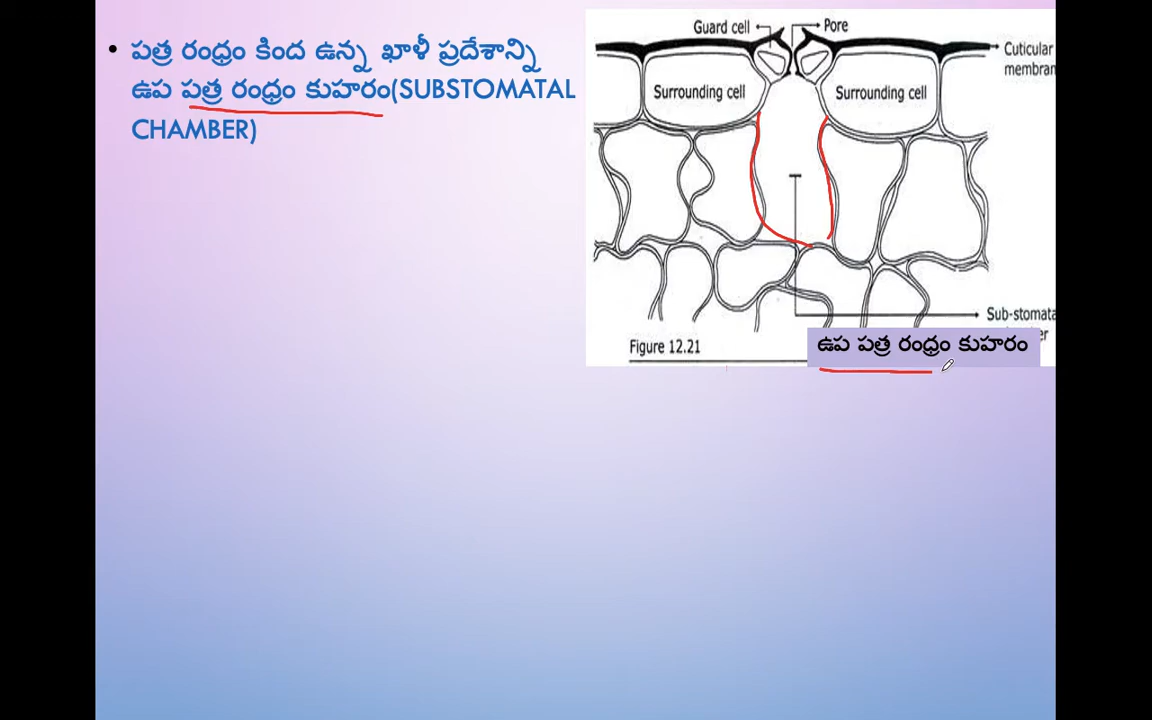 • పత్ర రంధ్రం కింద ఉన్న ఖాళీ ప్రదేశాన్ని
ఉప పత్ర రంధ్రం కుహరం(SUBSTOMATAL
CHAMBER)
Guard cell
Pore
Cuticular
membran
Surrounding cell
Surrounding cell
Sub-stomata
er
Figure 12.21
ఉప పత్ర రంధ్రం కుహరం